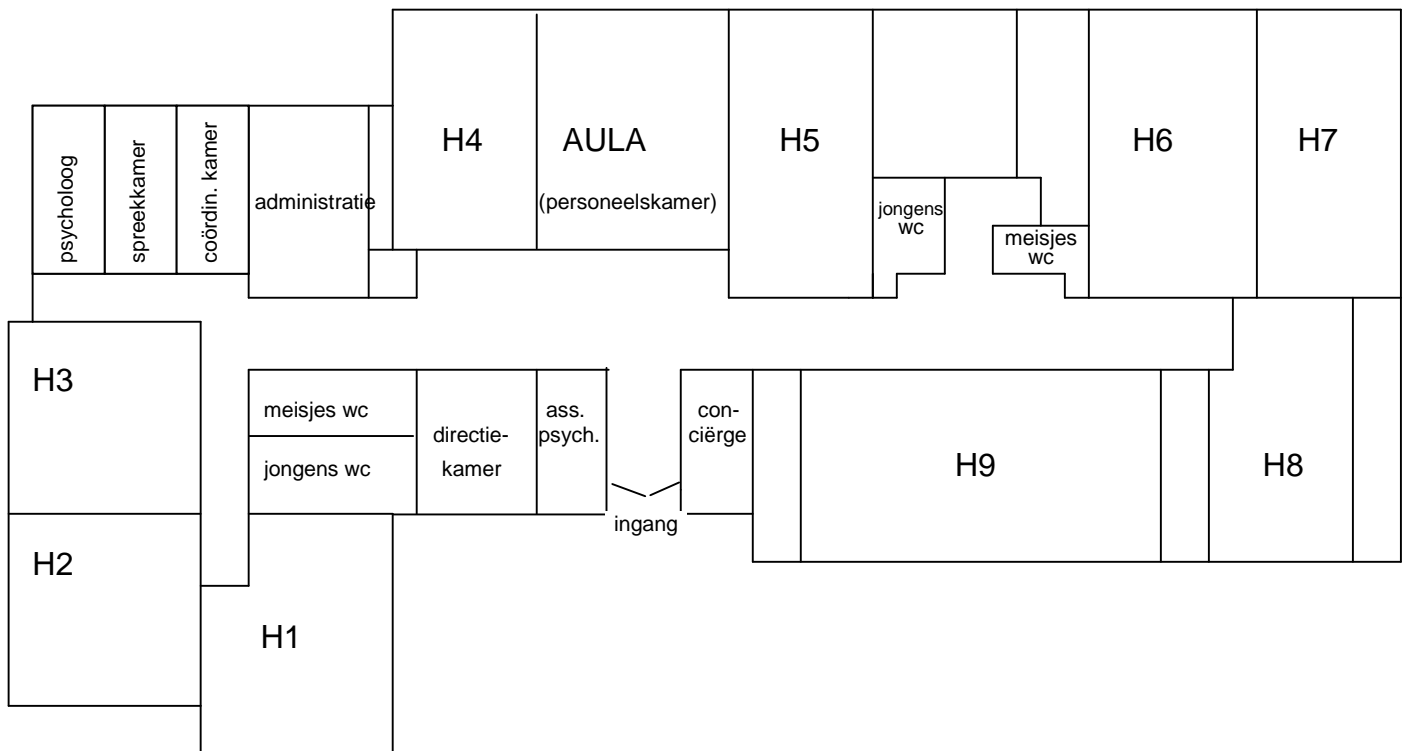 H4
AULA
(personeelskamer)
H5
H6
H7
psycholoog
spreekkamer
coördin. kamer
administratie
jongens
wc
meisjes
wc
H3
meisjes wc
jongens wc
directie-
kamer
ass.
psych.
con-
ciërge
ingang
H9
H8
H2
H1